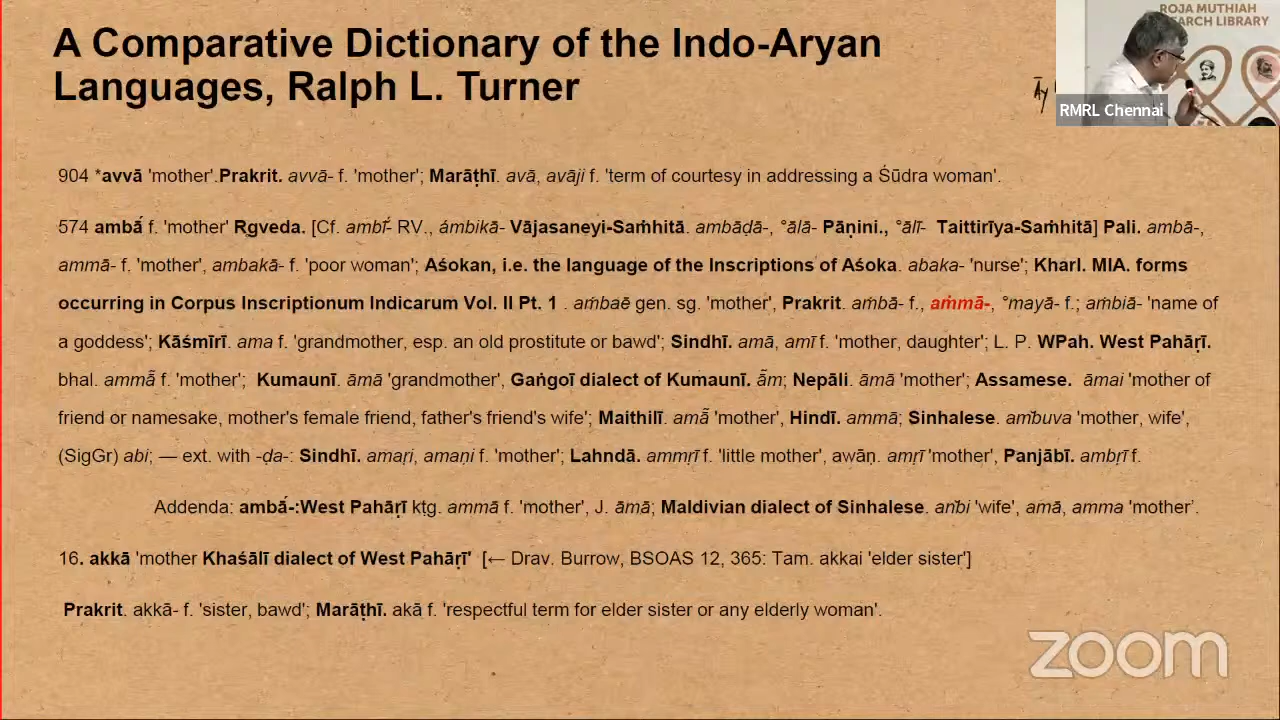 A Comparative Dictionary of the Indo-Aryan
Languages, Ralph L. Turner
ROJA MUTHIAH
RESEARCH LIBRARY
Āy
RMRL Chennai
904 *avvā 'mother'.Prakrit. avvā- f. 'mother'; Marāṭhī. avā, avāji f. 'term of courtesy in addressing a Śūdra woman'.
574 ambā́ f. 'mother' Ṛgveda. [Cf. ambī́- RV., ámbikā- Vājasaneyi-Saṁhitā. ambāḍā-, °ālā- Pāṇini., °ālī- Taittirīya-Saṁhitā] Pali. ambā-,
ammā- f. 'mother', ambakā- f. 'poor woman'; Aśokan, i.e. the language of the Inscriptions of Aśoka. abaka- 'nurse'; Kharl. MIA. forms
occurring in Corpus Inscriptionum Indicarum Vol. II Pt. 1 . aṁbaē gen. sg. 'mother', Prakrit. aṁbā- f., aṁmā-, °mayā- f.; aṁbiā- 'name of
a goddess'; Kāśmīrī. ama f. 'grandmother, esp. an old prostitute or bawd'; Sindhī. amā, amī f. 'mother, daughter'; L. P. WPah. West Pahāṛī.
bhal. ammā̃ f. 'mother'; Kumaunī. āmā 'grandmother', Gaṅgoī dialect of Kumaunī. ā̃m; Nepāli. āmā 'mother'; Assamese. āmai 'mother of
friend or namesake, mother's female friend, father's friend's wife'; Maithilī. amā̃ 'mother', Hindī. ammā; Sinhalese. am̆buva 'mother, wife',
(SigGr) abi; — ext. with -ḍa-: Sindhī. amaṛi, amaṇi f. 'mother'; Lahndā. ammṛī f. 'little mother', awāṇ. amṛī 'mother', Panjābī. ambṛī f.
Addenda: ambā́-:West Pahāṛī kṭg. ammā f. 'mother', J. āmā; Maldivian dialect of Sinhalese. an̆bi 'wife', amā, amma 'mother'.
16. akkā 'mother Khaśālī dialect of West Pahāṛī' [← Drav. Burrow, BSOAS 12, 365: Tam. akkai 'elder sister']
Prakrit. akkā- f. 'sister, bawd'; Marāṭhī. akā f. 'respectful term for elder sister or any elderly woman'.
zoom